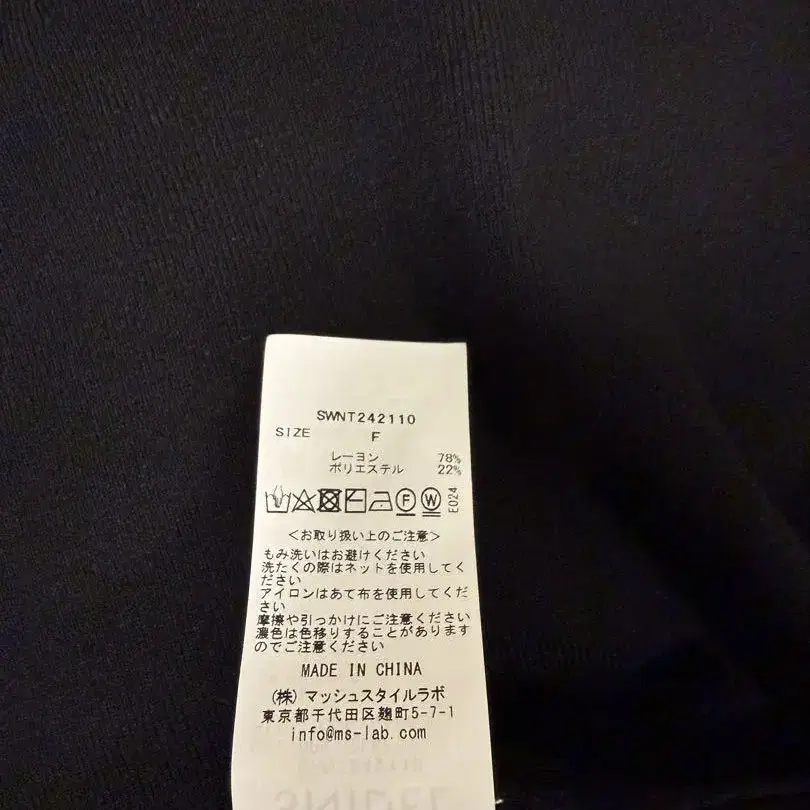 SWNT242110
SIZE F
レーヨン 78%
ポリエステル 22%
F W E024
＜お取り扱い上のご注意＞
もみ洗いはお避けください
洗たくの際はネットを使用してく
ださい
アイロンはあて布を使用してくだ
さい
摩擦や引っかけにご注意ください
濃色は色移りすることがあります
のでご注意ください
MADE IN CHINA
(株)マッシュスタイルラボ
東京都千代田区麹町5-7-1
info@ms-lab.com